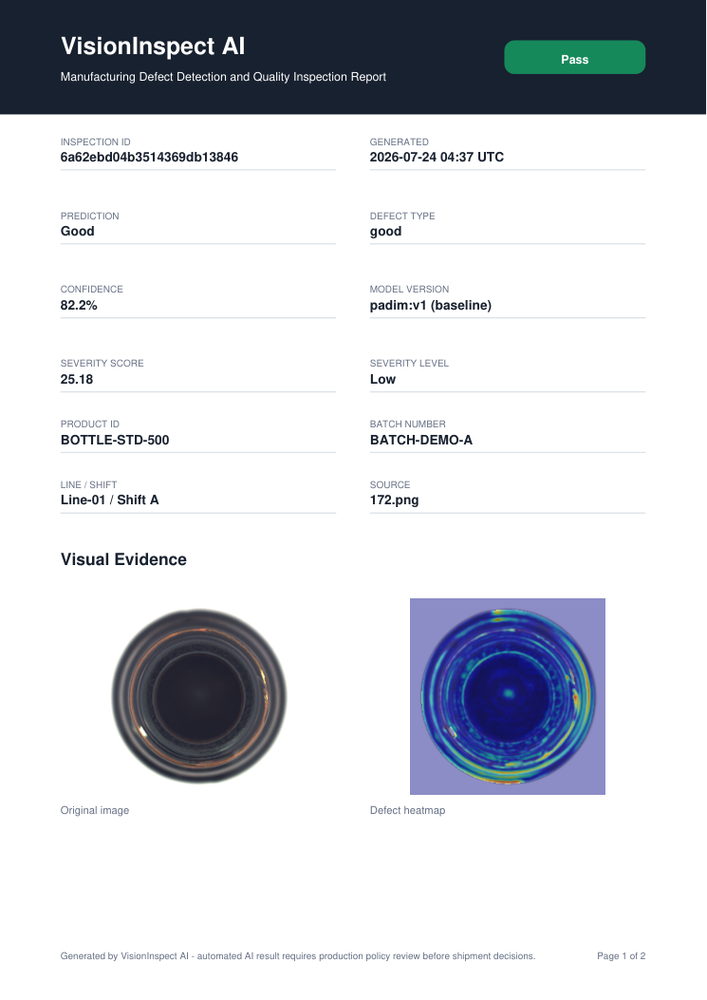 VisionInspect AI
Manufacturing Defect Detection and Quality Inspection Report
Pass
INSPECTION ID
6a62ebd04b3514369db13846
GENERATED
2026-07-24 04:37 UTC
PREDICTION
Good
DEFECT TYPE
good
CONFIDENCE
82.2%
MODEL VERSION
padim:v1 (baseline)
SEVERITY SCORE
25.18
SEVERITY LEVEL
Low
PRODUCT ID
BOTTLE-STD-500
BATCH NUMBER
BATCH-DEMO-A
LINE / SHIFT
Line-01 / Shift A
SOURCE
172.png
Visual Evidence
Original image
Defect heatmap
Generated by VisionInspect AI - automated AI result requires production policy review before shipment decisions.
Page 1 of 2